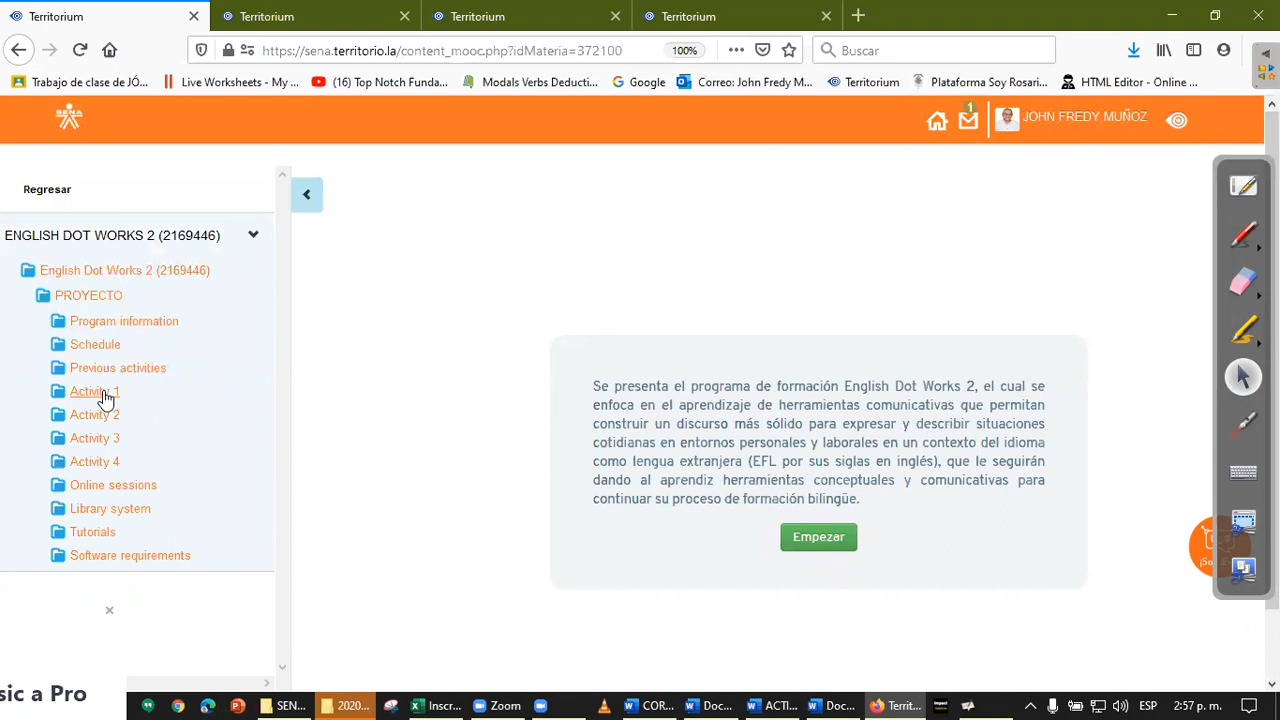 Territorium
Territorium
Territorium
Territorium
https://sena.territorio.la/content_mooc.php?idMateria=372100
100%
Buscar
Trabajo de clase de JÓ...
Live Worksheets - My ...
(16) Top Notch Funda...
Modals Verbs Deducti...
Google
Correo: John Fredy M...
Territorium
Plataforma Soy Rosari...
HTML Editor - Online ...
SENA
1
JOHN FREDY MUÑOZ
Regresar
ENGLISH DOT WORKS 2 (2169446)
English Dot Works 2 (2169446)
PROYECTO
Program information
Schedule
Previous activities
Activity 1
Activity 2
Activity 3
Activity 4
Online sessions
Library system
Tutorials
Software requirements
Se presenta el programa de formación English Dot Works 2, el cual se
enfoca en el aprendizaje de herramientas comunicativas que permitan
construir un discurso más sólido para expresar y describir situaciones
cotidianas en entornos personales y laborales en un contexto del idioma
como lengua extranjera (EFL por sus siglas en inglés), que le seguirán
dando al aprendiz herramientas conceptuales y comunicativas para
continuar su proceso de formación bilingüe.
Empezar
sic a Pro
SEN...
2020...
Inscr...
Zoom
COR...
Doc...
ACTI...
Doc...
Territ...
ESP
2:57 p. m.